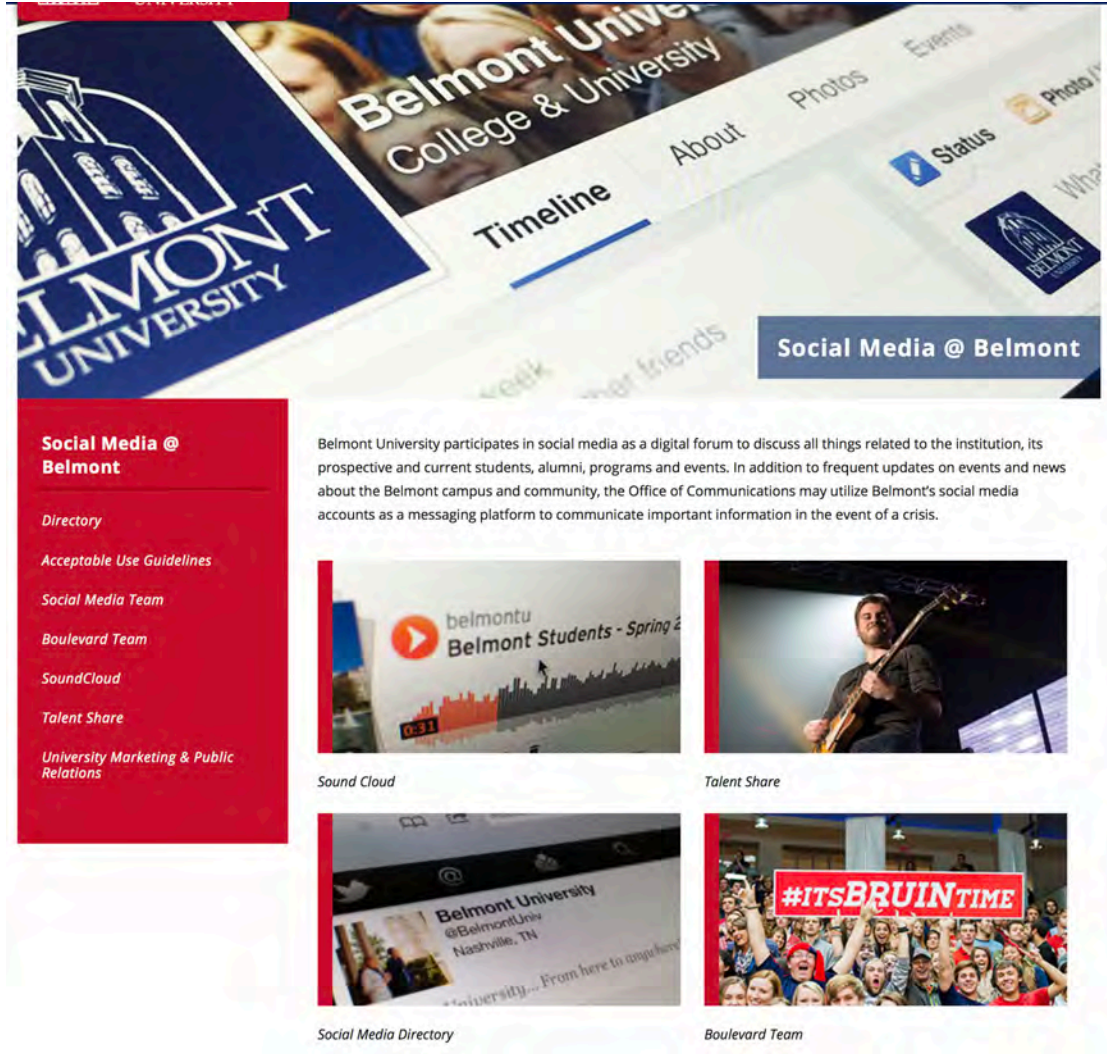 UNIVERSITY
Belmont
College & University
Timeline
About
Photos
Events
Status
BELMONT
UNIVERSITY
Social Media @ Belmont
Social Media @
Belmont
Directory
Acceptable Use Guidelines
Social Media Team
Boulevard Team
SoundCloud
Talent Share
University Marketing & Public
Relations
Belmont University participates in social media as a digital forum to discuss all things related to the institution, its
prospective and current students, alumni, programs and events. In addition to frequent updates on events and news
about the Belmont campus and community, the Office of Communications may utilize Belmont's social media
accounts as a messaging platform to communicate important information in the event of a crisis.
belmontu
Belmont Students - Spring
0:31
Sound Cloud
Talent Share
Belmont University
@BelmontUniv
Nashville, TN
University... From here to anywhere
Social Media Directory
#ITSBRUINTIME
Boulevard Team